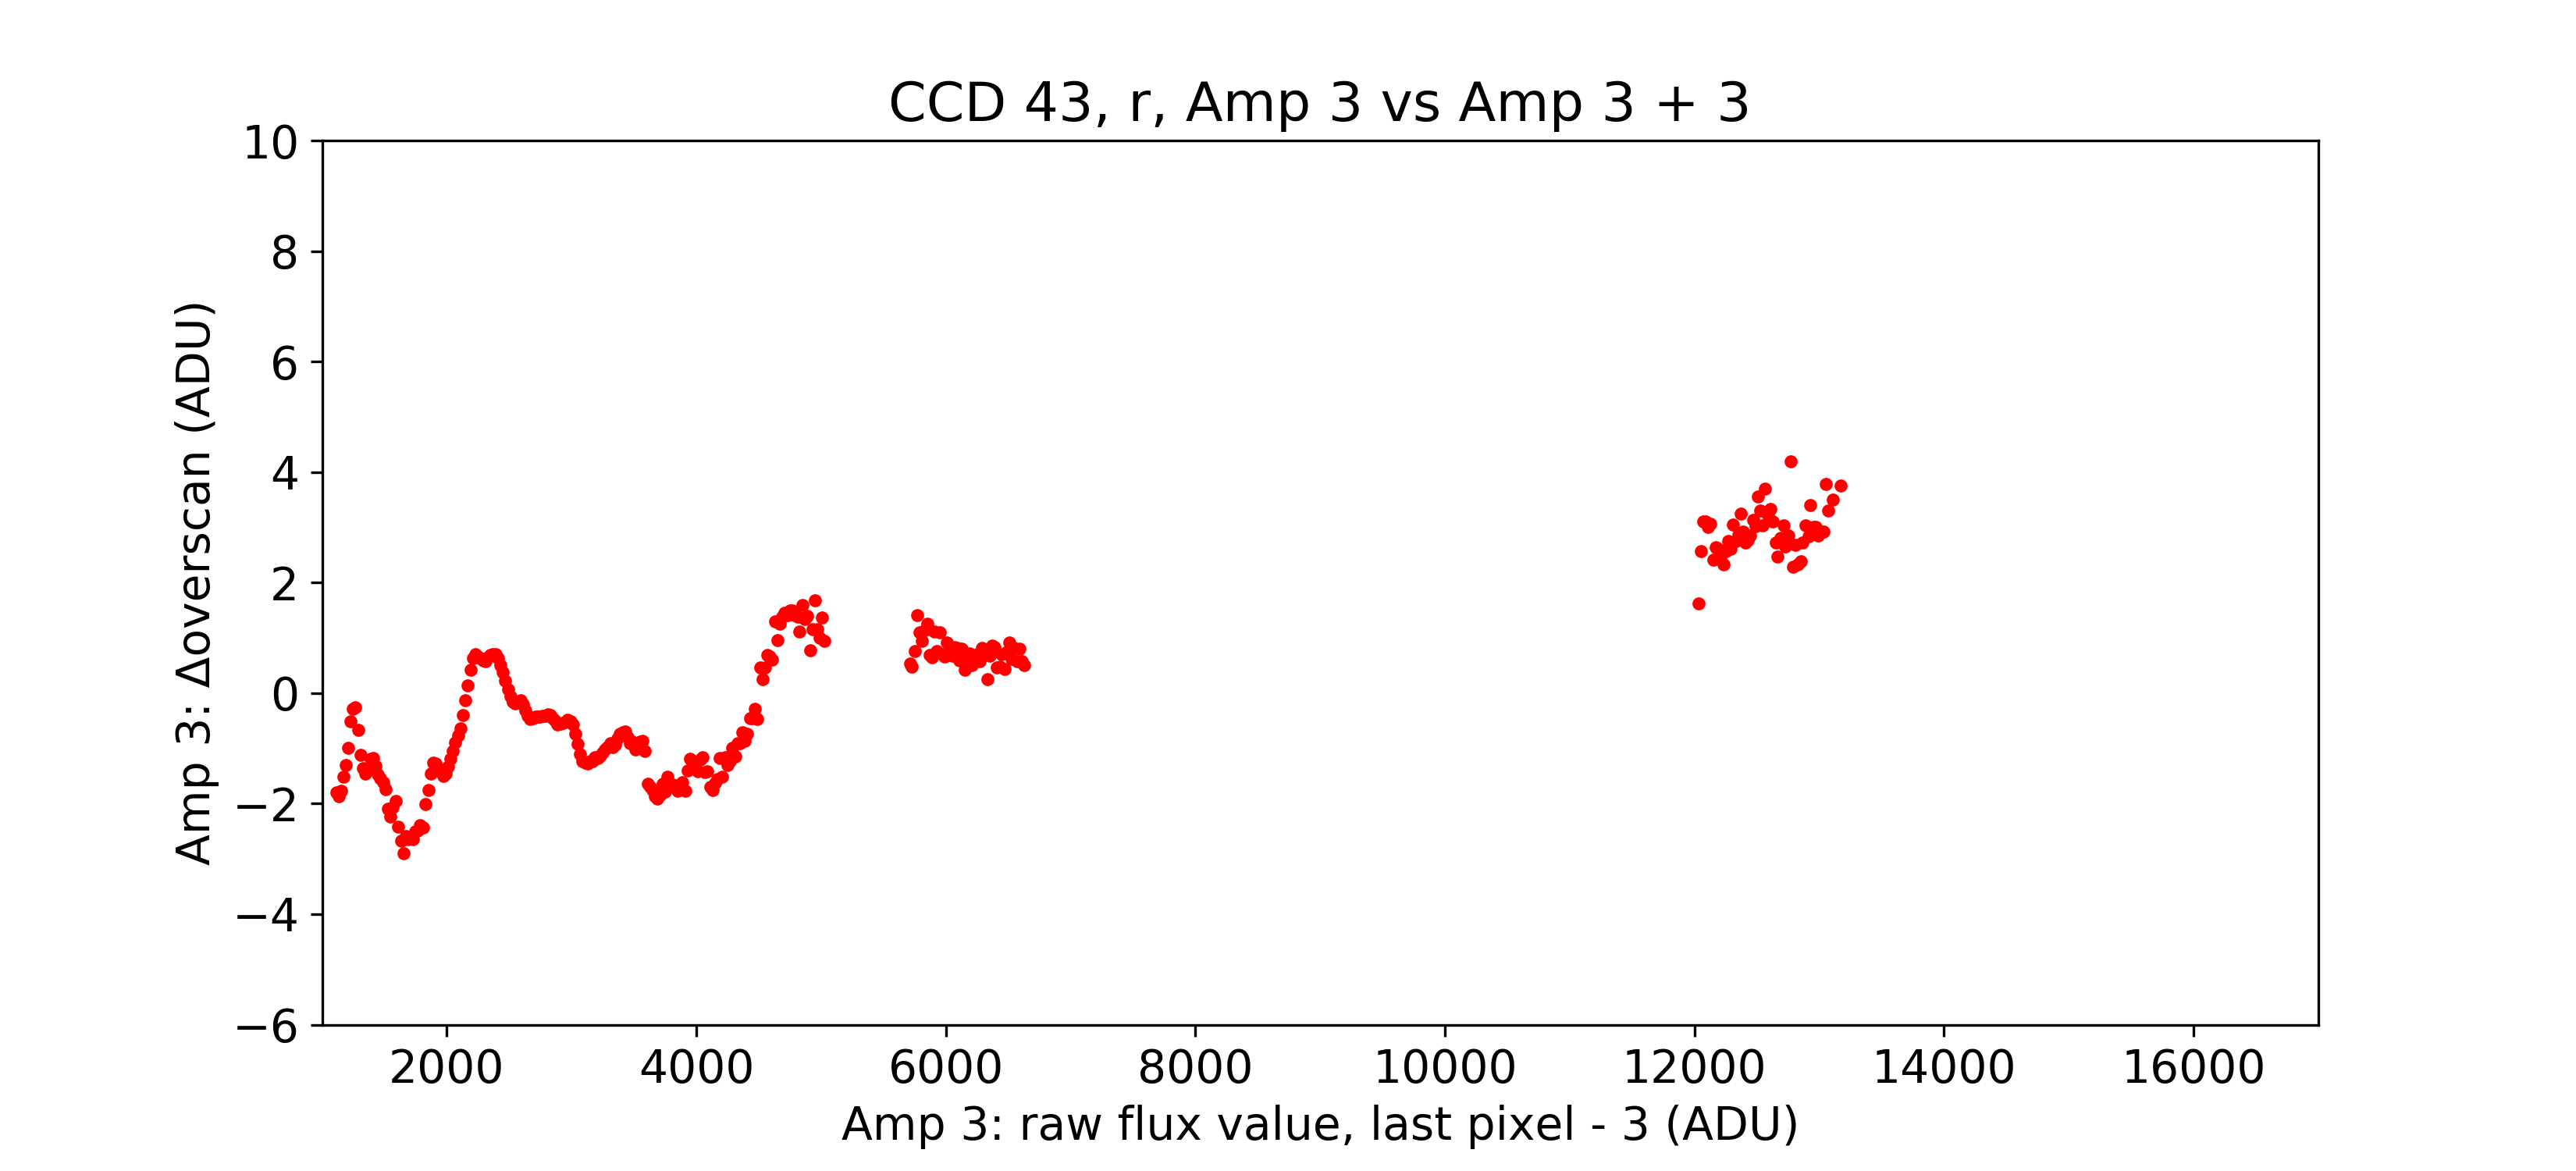 CCD 43, r, Amp 3 vs Amp 3 + 3
10
8
6
4
2
0
−2
−4
−6
Amp 3: Δoverscan (ADU)
2000 4000 6000 8000 10000 12000 14000 16000
Amp 3: raw flux value, last pixel - 3 (ADU)